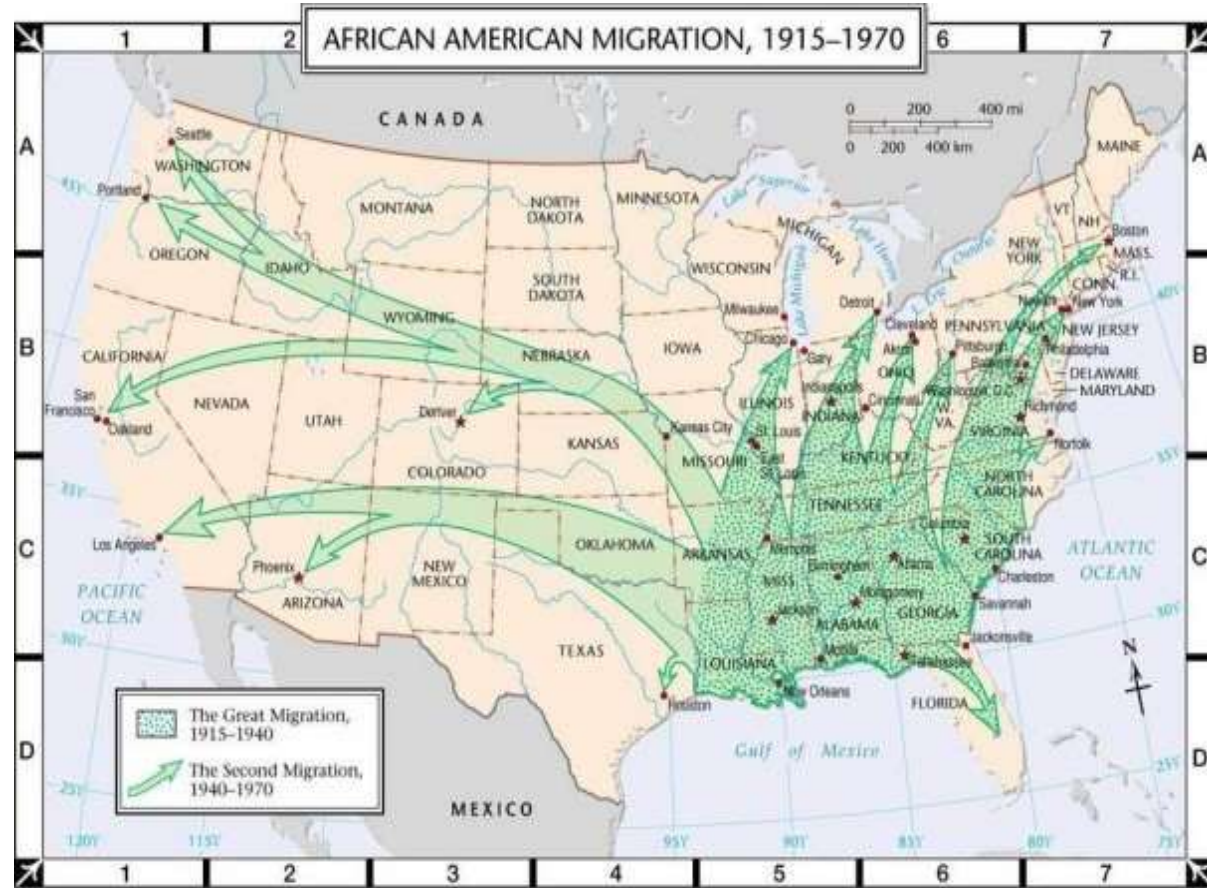 AFRICAN AMERICAN MIGRATION, 1915–1970
1
2
6
7
A
A
B
B
C
C
D
D
1
2
3
4
5
6
7
CANADA
0 200 400 mi
0 200 400 km
Seattle
WASHINGTON
Portland
OREGON
IDAHO
MONTANA
NORTH
DAKOTA
MINNESOTA
SOUTH
DAKOTA
WISCONSIN
MICHIGAN
Lake Superior
Lake Michigan
Lake Huron
L. Erie
Ontario
MAINE
VT
NH
Boston
MASS.
R.I.
CONN.
NEW
YORK
Newark
New York
NEW JERSEY
Philadelphia
PENNSYLVANIA
Pittsburgh
DELAWARE
MARYLAND
Washington, D.C.
Richmond
VIRGINIA
Norfolk
W.
VA.
Milwaukee
Chicago
Gary
Detroit
Cleveland
Akron
OHIO
Indianapolis
INDIANA
Cincinnati
ILLINOIS
IOWA
WYOMING
NEBRASKA
CALIFORNIA
San
Francisco
Oakland
NEVADA
UTAH
Denver
COLORADO
KANSAS
Kansas City
MISSOURI
St. Louis
East
St. Louis
KENTUCKY
TENNESSEE
NORTH
CAROLINA
Columbia
SOUTH
CAROLINA
Charleston
Savannah
GEORGIA
Atlanta
Birmingham
Montgomery
ALABAMA
Memphis
MISS.
Jackson
ARKANSAS
OKLAHOMA
Los Angeles
Phoenix
ARIZONA
NEW
MEXICO
TEXAS
LOUISIANA
Houston
New Orleans
Mobile
Tallahassee
Jacksonville
FLORIDA
PACIFIC
OCEAN
ATLANTIC
OCEAN
Gulf of Mexico
MEXICO
N
The Great Migration,
1915–1940
The Second Migration,
1940–1970